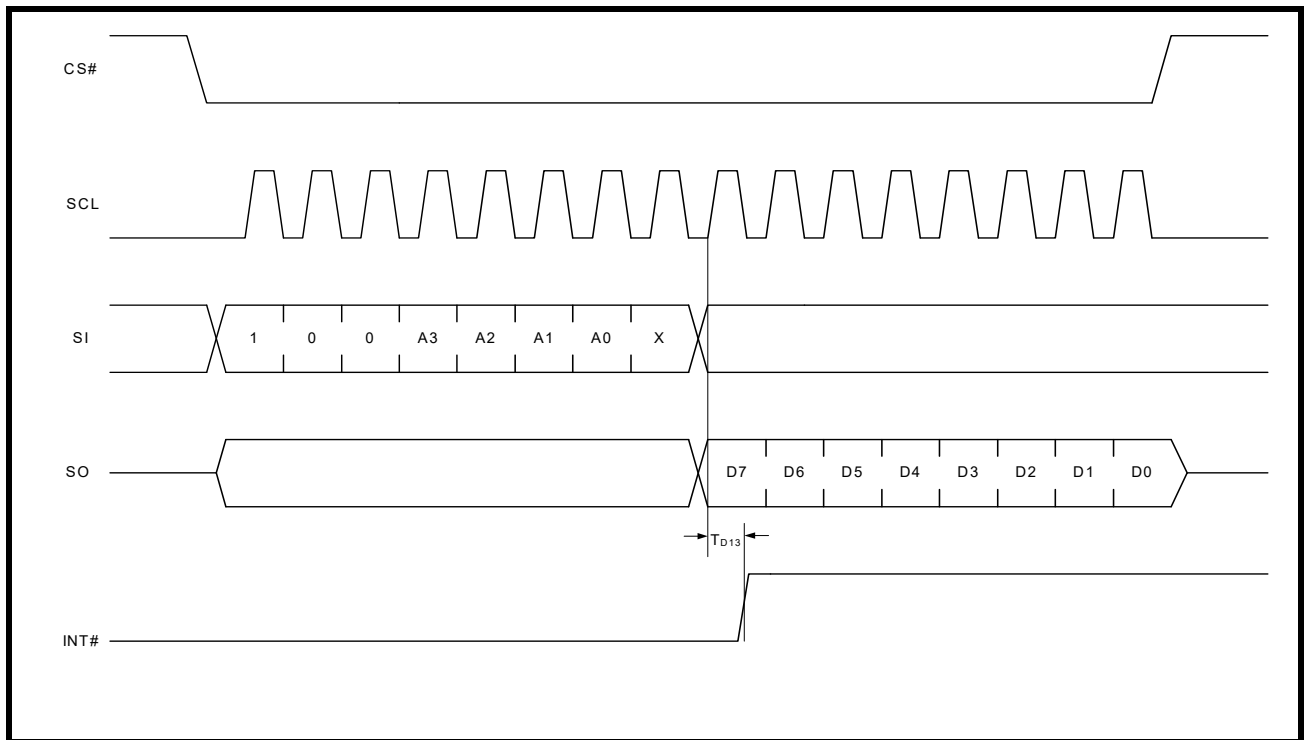 CS#
SCL
SI 1 0 0 A3 A2 A1 A0 X
SO D7 D6 D5 D4 D3 D2 D1 D0
TD13
INT#